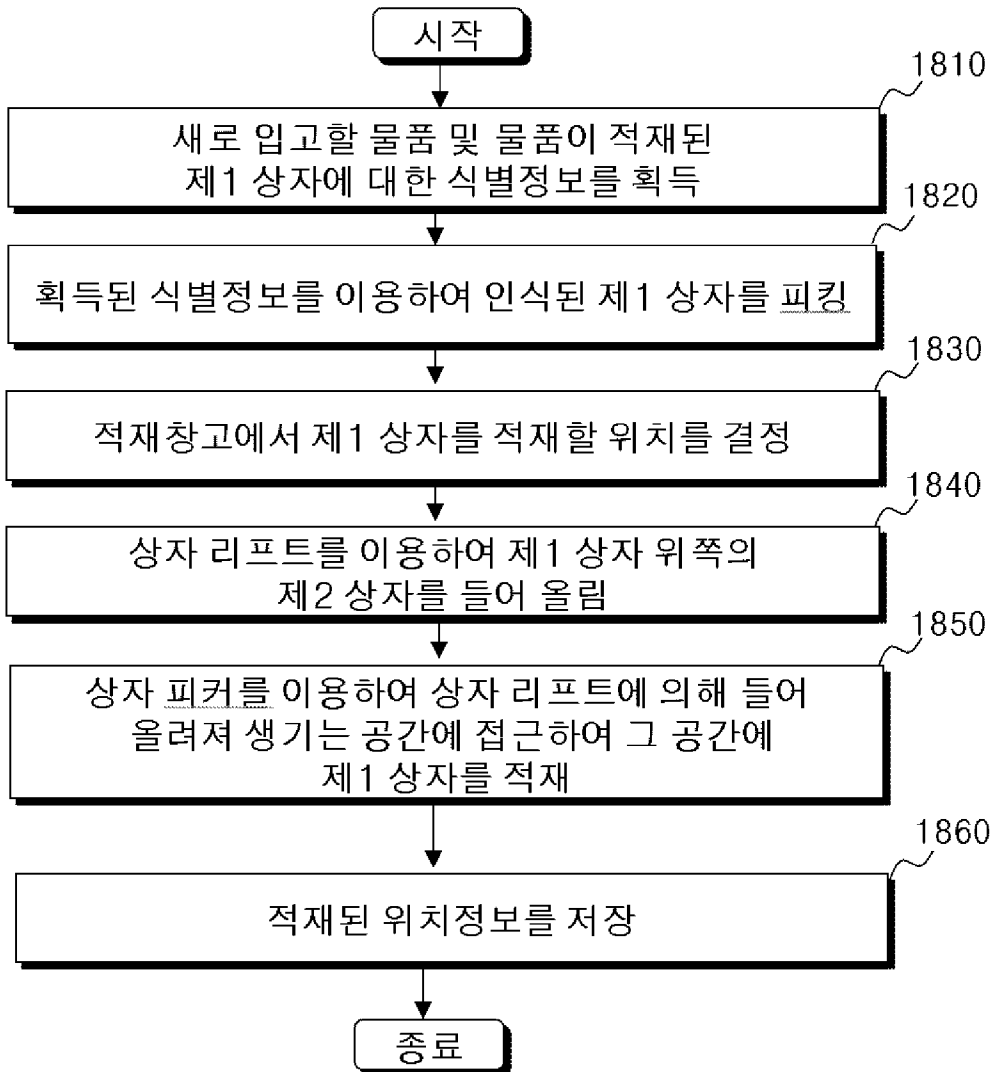 시작
1810
새로 입고할 물품 및 물품이 적재된
제1 상자에 대한 식별정보를 획득
1820
획득된 식별정보를 이용하여 인식된 제1 상자를 피킹
1830
적재창고에서 제1 상자를 적재할 위치를 결정
1840
상자 리프트를 이용하여 제1 상자 위쪽의
제2 상자를 들어 올림
1850
상자 피커를 이용하여 상자 리프트에 의해 들어
올려져 생기는 공간에 접근하여 그 공간에
제1 상자를 적재
1860
적재된 위치정보를 저장
종료